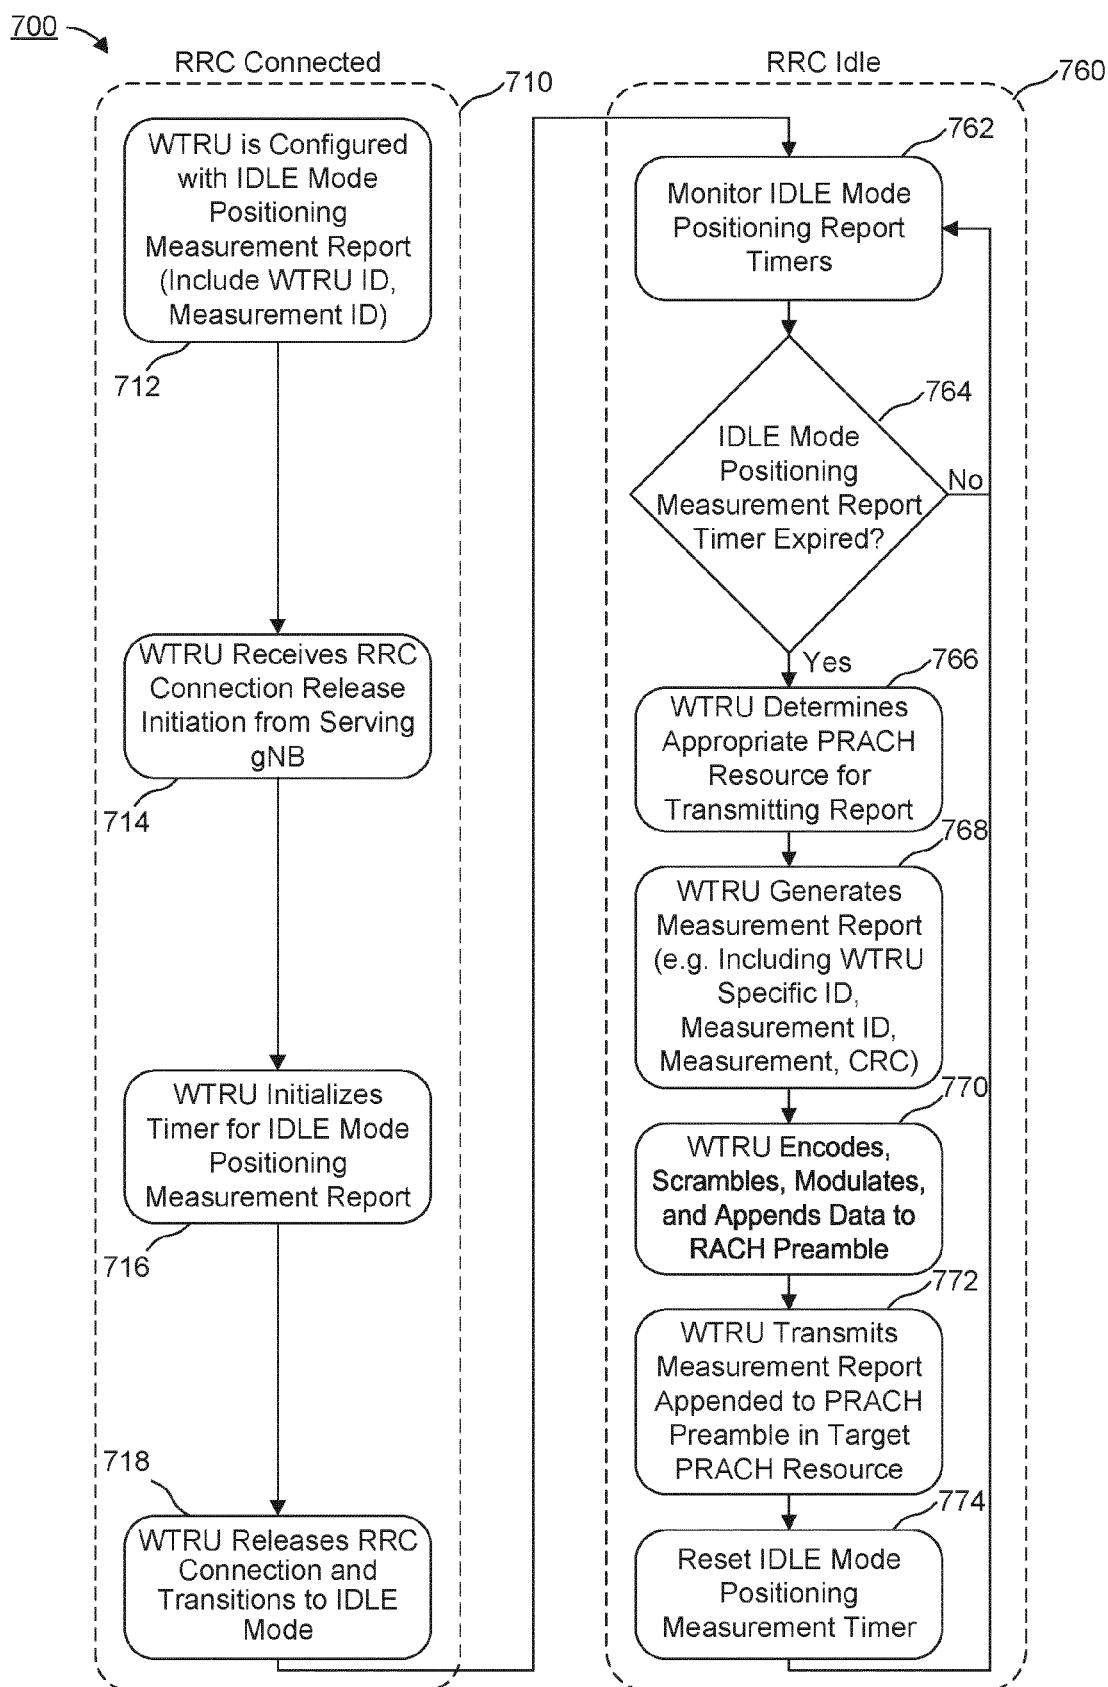 700
RRC Connected
710
WTRU is Configured
with IDLE Mode
Positioning
Measurement Report
(Include WTRU ID,
Measurement ID)
712
WTRU Receives RRC
Connection Release
Initiation from Serving
gNB
714
WTRU Initializes
Timer for IDLE Mode
Positioning
Measurement Report
716
718
WTRU Releases RRC
Connection and
Transitions to IDLE
Mode
RRC Idle
760
762
Monitor IDLE Mode
Positioning Report
Timers
764
IDLE Mode
Positioning
Measurement Report
Timer Expired?
No
Yes
766
WTRU Determines
Appropriate PRACH
Resource for
Transmitting Report
768
WTRU Generates
Measurement Report
(e.g. Including WTRU
Specific ID,
Measurement ID,
Measurement, CRC)
770
WTRU Encodes,
Scrambles, Modulates,
and Appends Data to
RACH Preamble
772
WTRU Transmits
Measurement Report
Appended to PRACH
Preamble in Target
PRACH Resource
774
Reset IDLE Mode
Positioning
Measurement Timer